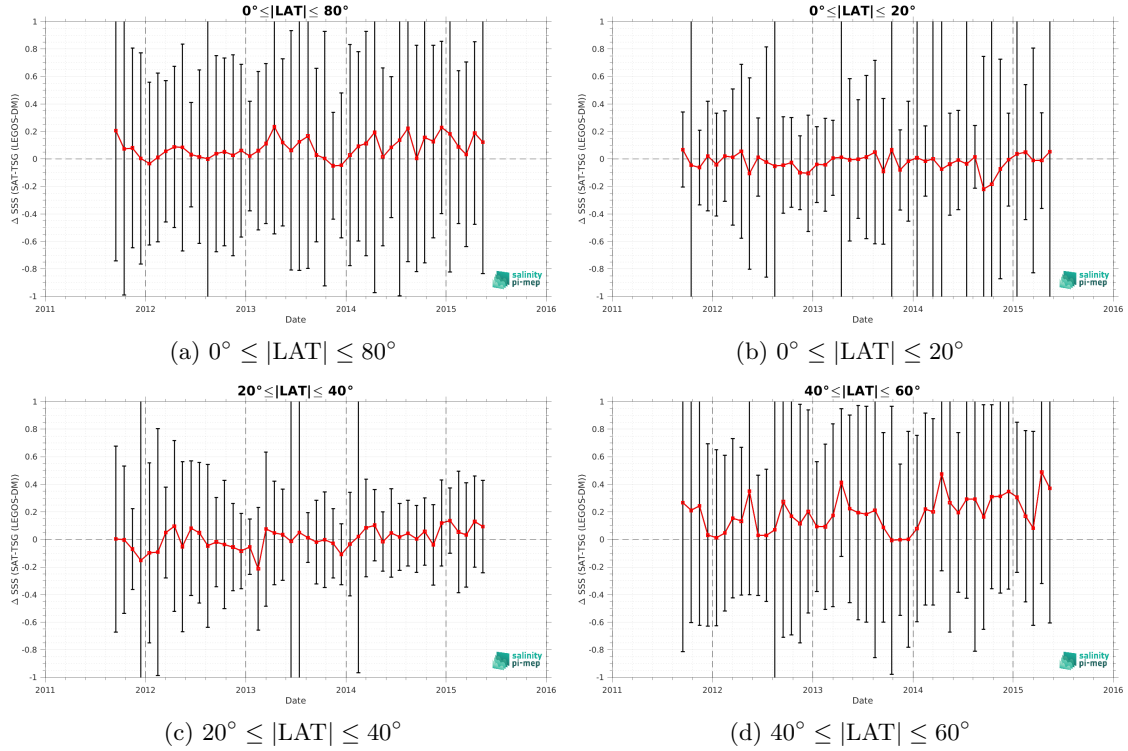 0°≤|LAT|≤ 80°
Δ SSS (SAT-TSG (LEGOS-DM))
1
0.8
0.6
0.4
0.2
0
-0.2
-0.4
-0.6
-0.8
-1
2011 2012 2013 2014 2015 2016
Date
salinity
pi-mep
(a) 0° ≤ |LAT| ≤ 80°
0°≤|LAT|≤ 20°
Δ SSS (SAT-TSG (LEGOS-DM))
1
0.8
0.6
0.4
0.2
0
-0.2
-0.4
-0.6
-0.8
-1
2011 2012 2013 2014 2015 2016
Date
salinity
pi-mep
(b) 0° ≤ |LAT| ≤ 20°
20°≤|LAT|≤ 40°
Δ SSS (SAT-TSG (LEGOS-DM))
1
0.8
0.6
0.4
0.2
0
-0.2
-0.4
-0.6
-0.8
-1
2011 2012 2013 2014 2015 2016
Date
salinity
pi-mep
(c) 20° ≤ |LAT| ≤ 40°
40°≤|LAT|≤ 60°
Δ SSS (SAT-TSG (LEGOS-DM))
1
0.8
0.6
0.4
0.2
0
-0.2
-0.4
-0.6
-0.8
-1
2011 2012 2013 2014 2015 2016
Date
salinity
pi-mep
(d) 40° ≤ |LAT| ≤ 60°